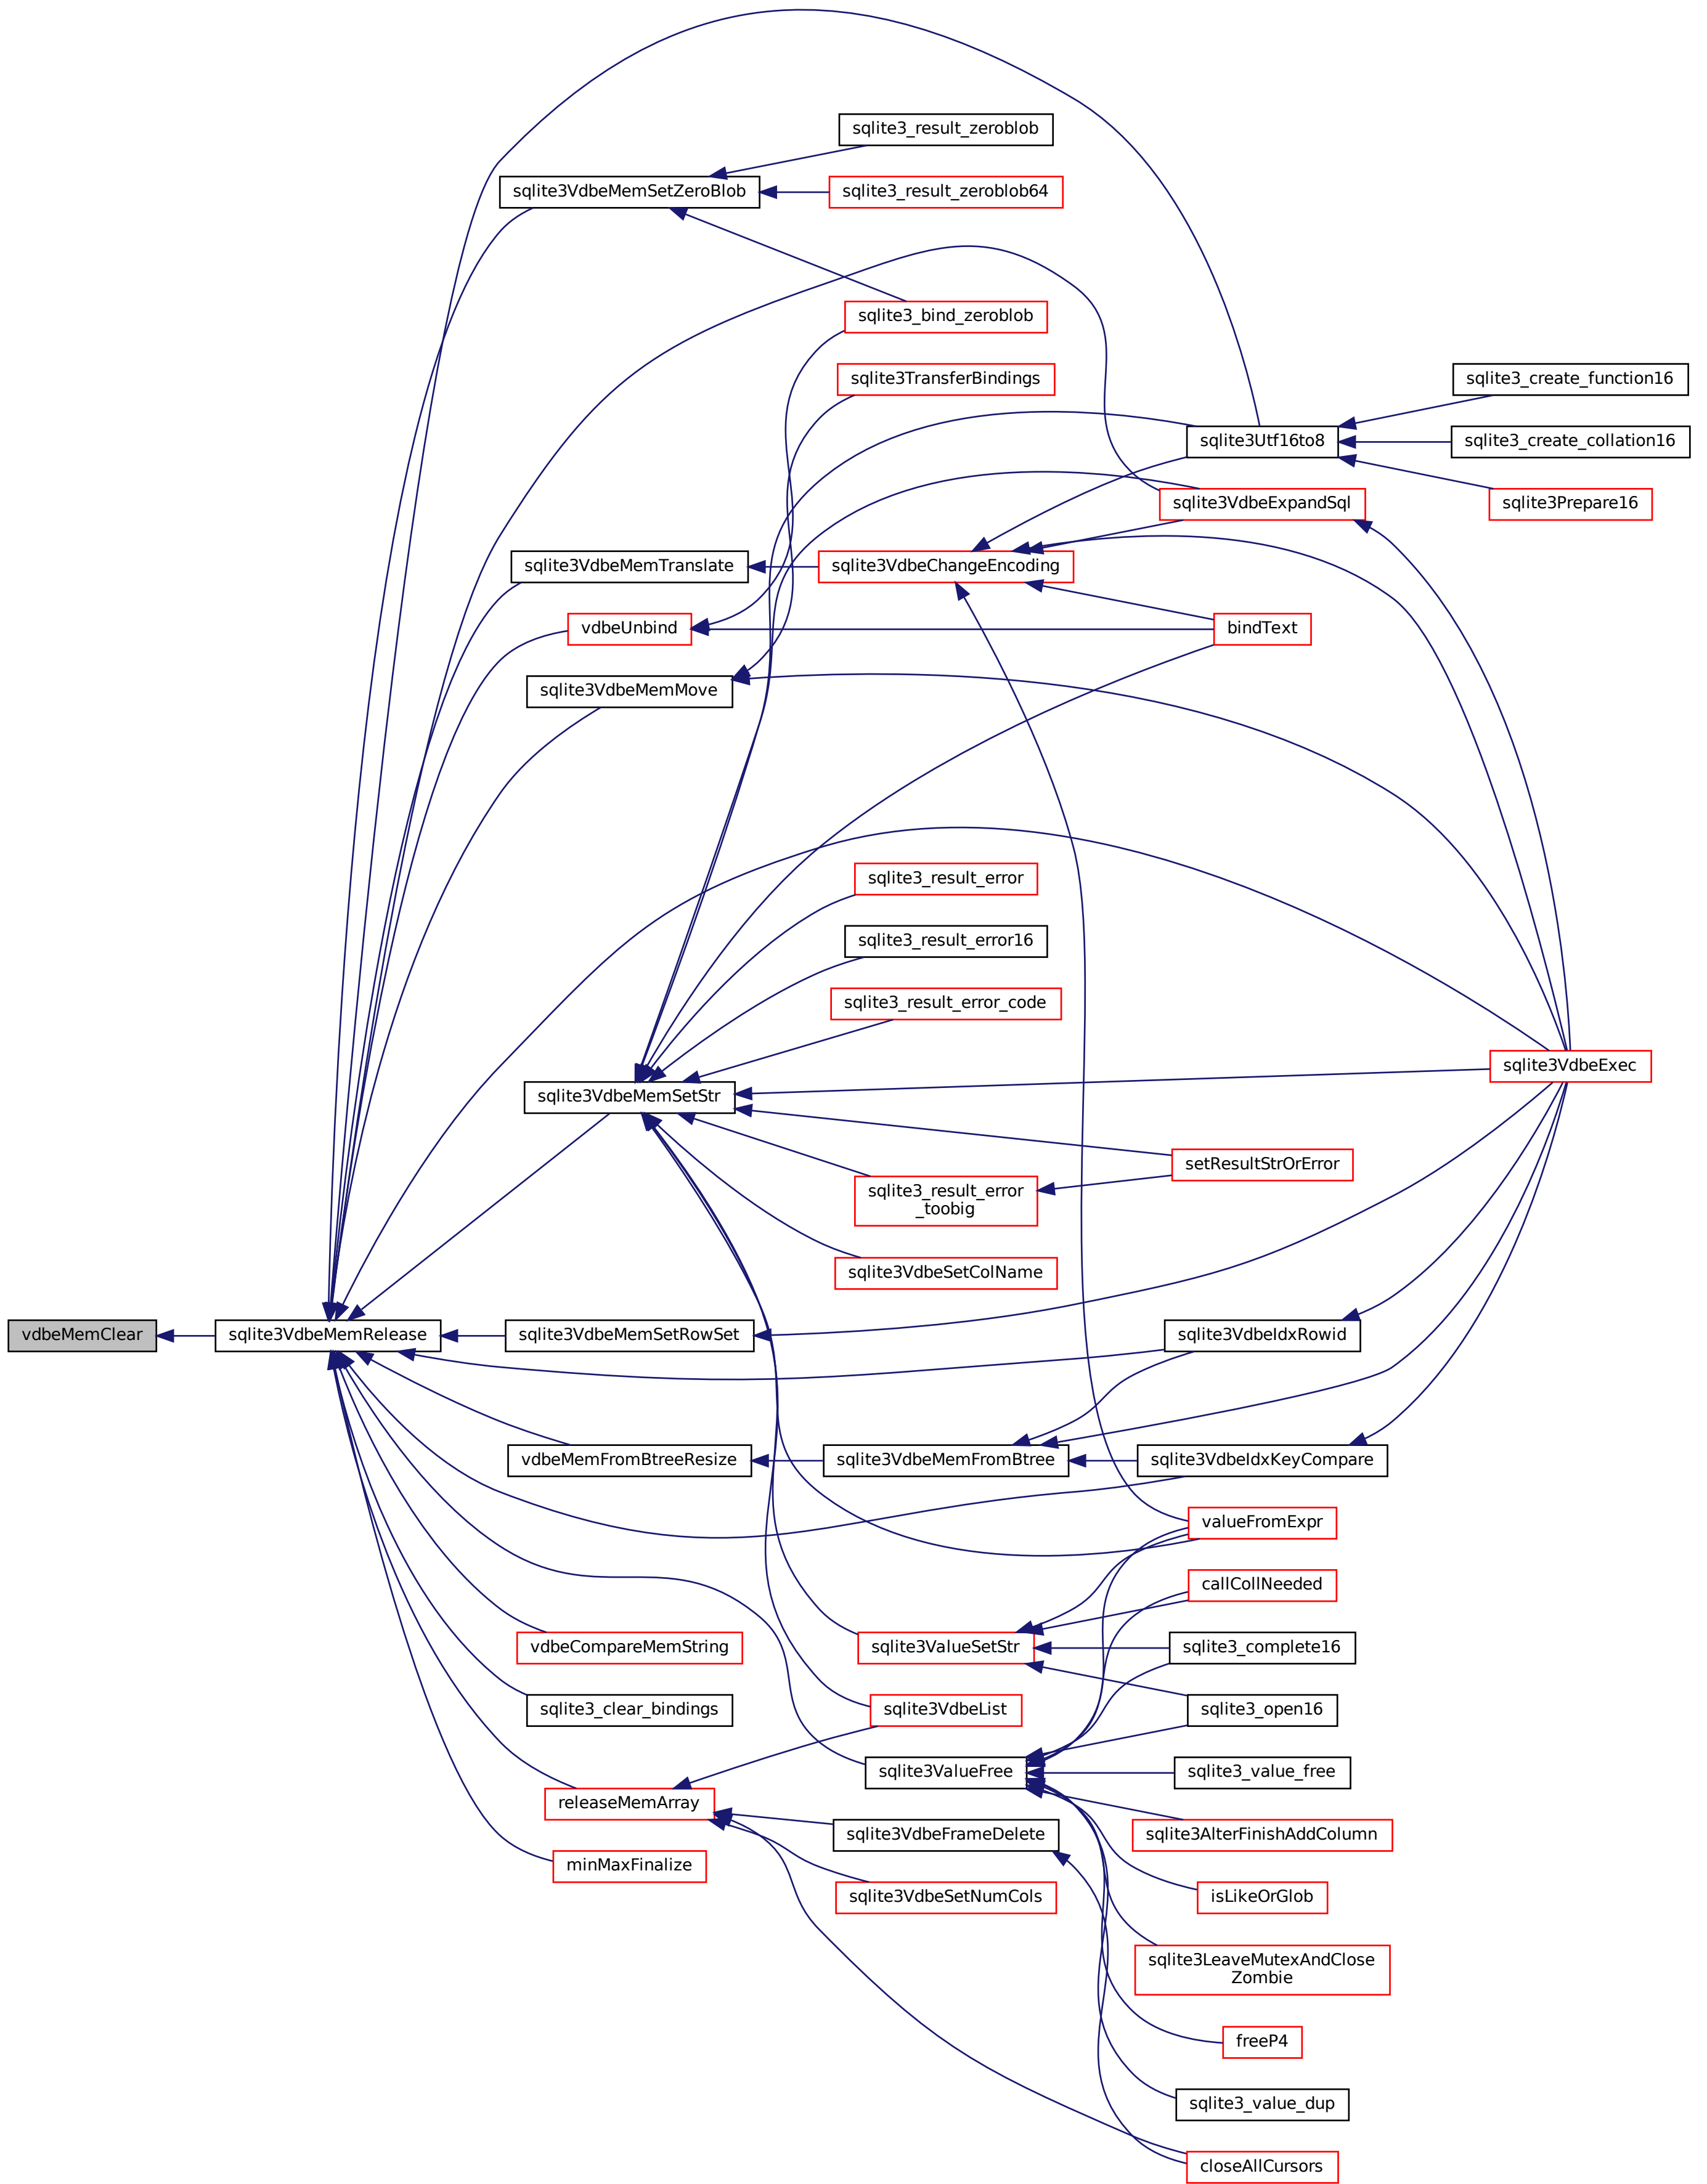 sqlite3_result_zeroblob
sqlite3VdbeMemSetZeroBlob
sqlite3_result_zeroblob64
sqlite3_bind_zeroblob
sqlite3TransferBindings
sqlite3_create_function16
sqlite3Utf16to8
sqlite3_create_collation16
sqlite3VdbeExpandSql
sqlite3Prepare16
sqlite3VdbeMemTranslate
sqlite3VdbeChangeEncoding
vdbeUnbind
bindText
sqlite3VdbeMemMove
sqlite3_result_error
sqlite3_result_error16
sqlite3_result_error_code
sqlite3VdbeExec
sqlite3VdbeMemSetStr
setResultStrOrError
sqlite3_result_error
_toobig
sqlite3VdbeSetColName
vdbeMemClear
sqlite3VdbeMemRelease
sqlite3VdbeMemSetRowSet
sqlite3VdbeIdxRowid
vdbeMemFromBtreeResize
sqlite3VdbeMemFromBtree
sqlite3VdbeIdxKeyCompare
valueFromExpr
callCollNeeded
vdbeCompareMemString
sqlite3ValueSetStr
sqlite3_complete16
sqlite3_clear_bindings
sqlite3VdbeList
sqlite3_open16
sqlite3ValueFree
sqlite3_value_free
releaseMemArray
sqlite3VdbeFrameDelete
sqlite3AlterFinishAddColumn
minMaxFinalize
sqlite3VdbeSetNumCols
isLikeOrGlob
sqlite3LeaveMutexAndClose
Zombie
freeP4
sqlite3_value_dup
closeAllCursors